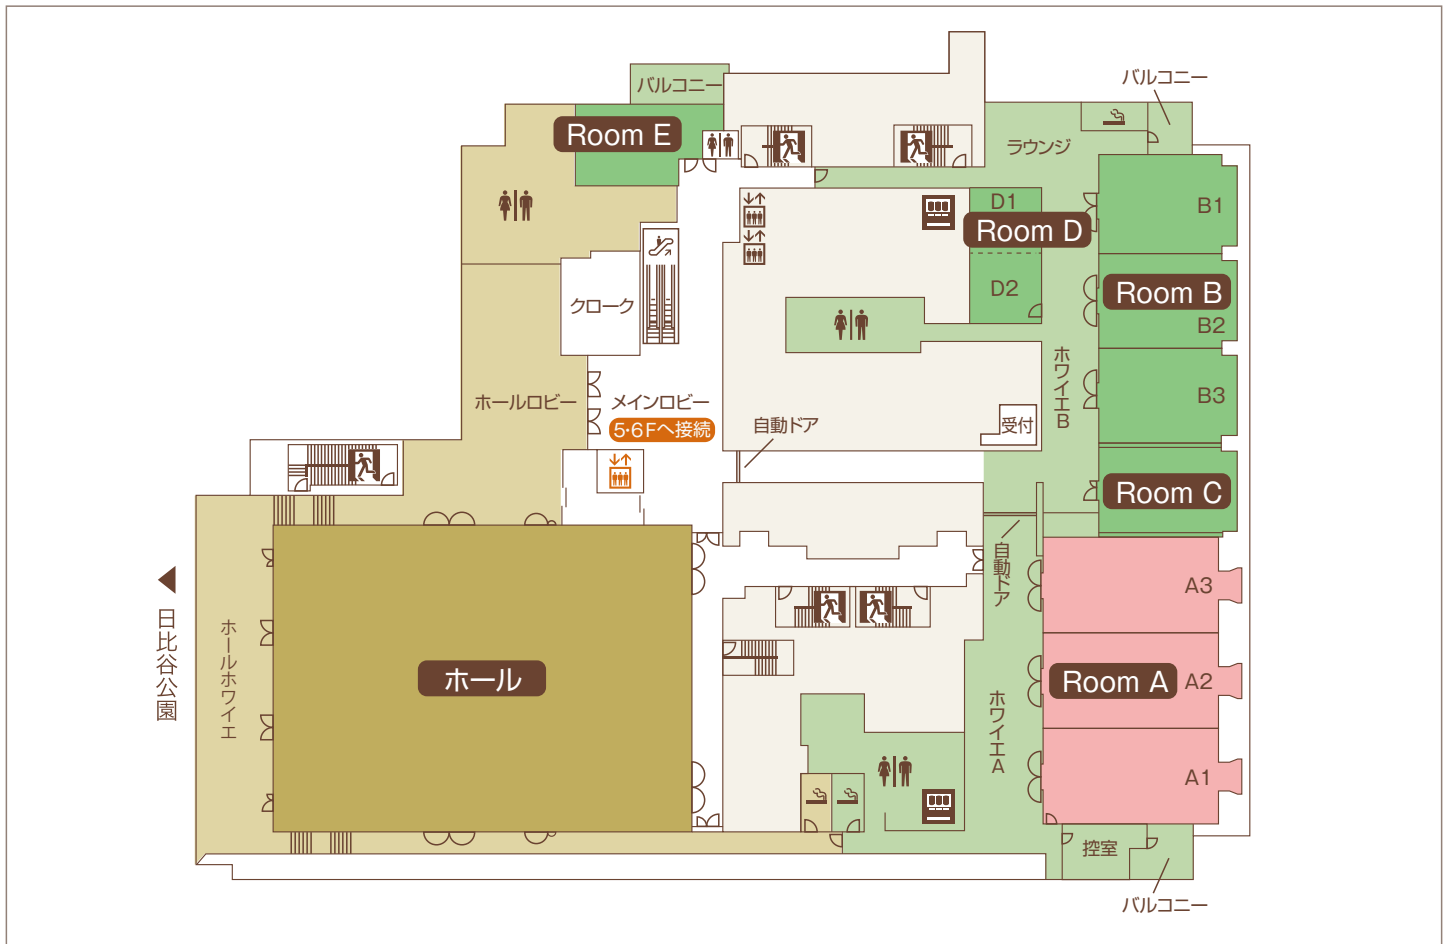 バルコニー
バルコニー
Room E
ラウンジ
D1
Room D
D2
B1
Room B
B2
B3
クローク
ホールロビー
メインロビー
5・6Fへ接続
自動ドア
受付
ホワイエB
Room C
自動ドア
A3
Room A
A2
A1
ホワイエA
日比谷公園
ホールホワイエ
ホール
控室
バルコニー